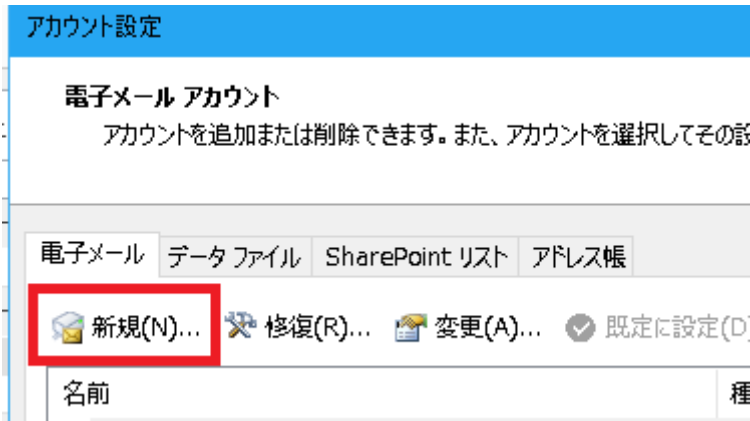 アカウント設定
電子メール アカウント
アカウントを追加または削除できます。また、アカウントを選択してその設
電子メール データ ファイル SharePoint リスト アドレス帳
新規(N)... 修復(R)... 変更(A)... 既定に設定(D)
名前 種